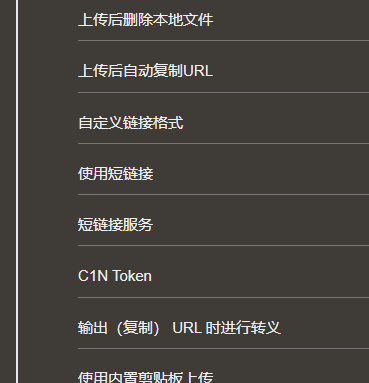 上传后删除本地文件
上传后自动复制URL
自定义链接格式
使用短链接
短链接服务
C1N Token
输出（复制） URL 时进行转义
使用内置剪贴板上传